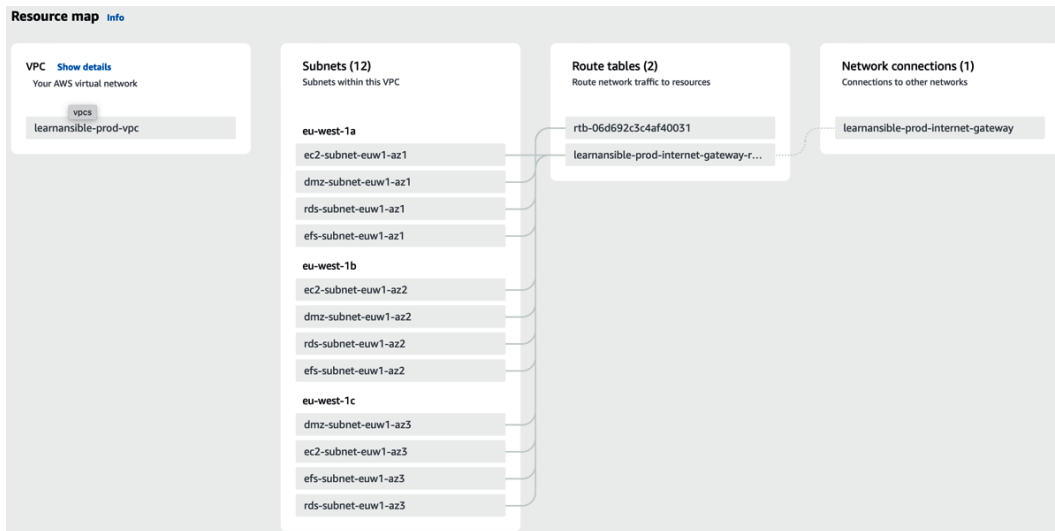 Resource map Info
VPC Show details
Your AWS virtual network
vpcs
learnansible-prod-vpc
Subnets (12)
Subnets within this VPC
eu-west-1a
ec2-subnet-euw1-az1
dmz-subnet-euw1-az1
rds-subnet-euw1-az1
efs-subnet-euw1-az1
eu-west-1b
ec2-subnet-euw1-az2
dmz-subnet-euw1-az2
rds-subnet-euw1-az2
efs-subnet-euw1-az2
eu-west-1c
dmz-subnet-euw1-az3
ec2-subnet-euw1-az3
efs-subnet-euw1-az3
rds-subnet-euw1-az3
Route tables (2)
Route network traffic to resources
rtb-06d692c3c4af40031
learnansible-prod-internet-gateway-r...
Network connections (1)
Connections to other networks
learnansible-prod-internet-gateway